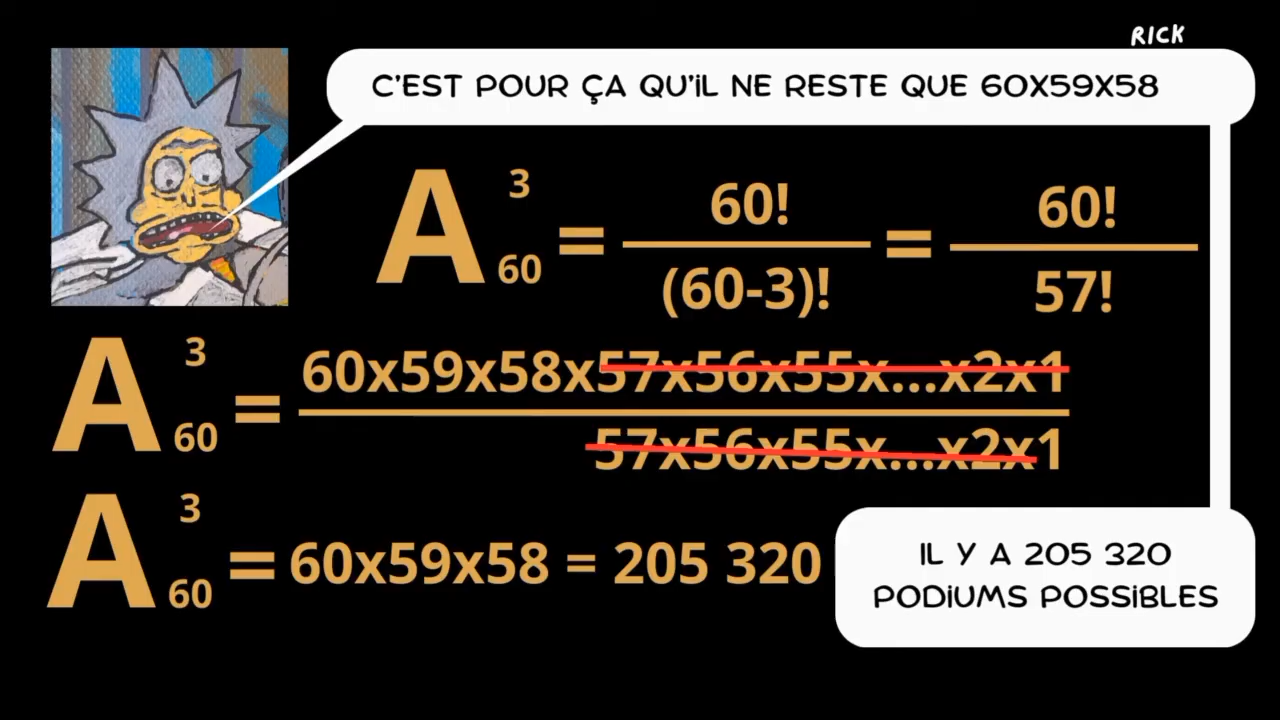 RICK
C'EST POUR ÇA QU'IL NE RESTE QUE 60X59X58
A 3 60 = 60! / (60-3)! = 60! / 57!
A 3 60 = 60x59x58x57x56x55x...x2x1 / 57x56x55x...x2x1
A 3 60 = 60x59x58 = 205 320
IL Y A 205 320
PODIUMS POSSIBLES